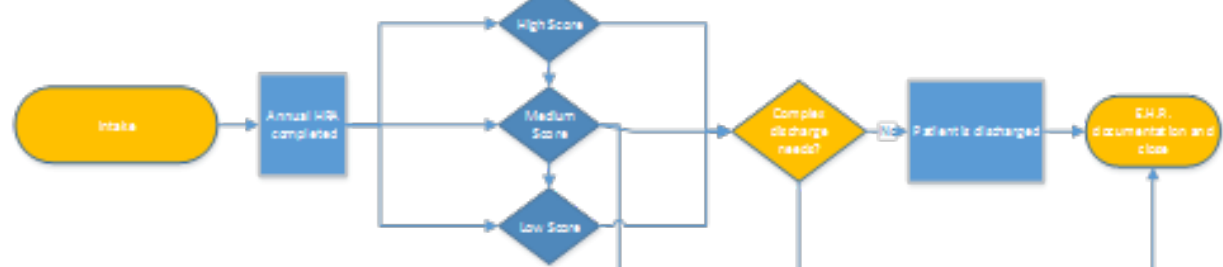 High Score
Intake
Annual HRA
completed
Medium
Score
Complex
discharge
needs?
No
Patient is discharged
E.H.R.
documentation and
close
Low Score